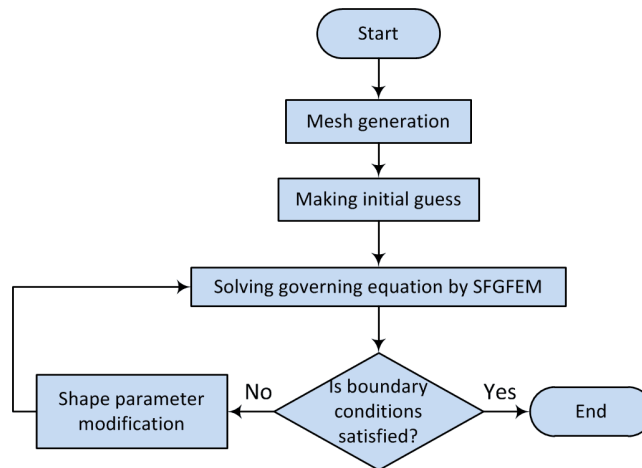 Start
Mesh generation
Making initial guess
Solving governing equation by SFGFEM
Is boundary
conditions
satisfied?
No
Yes
Shape parameter
modification
End